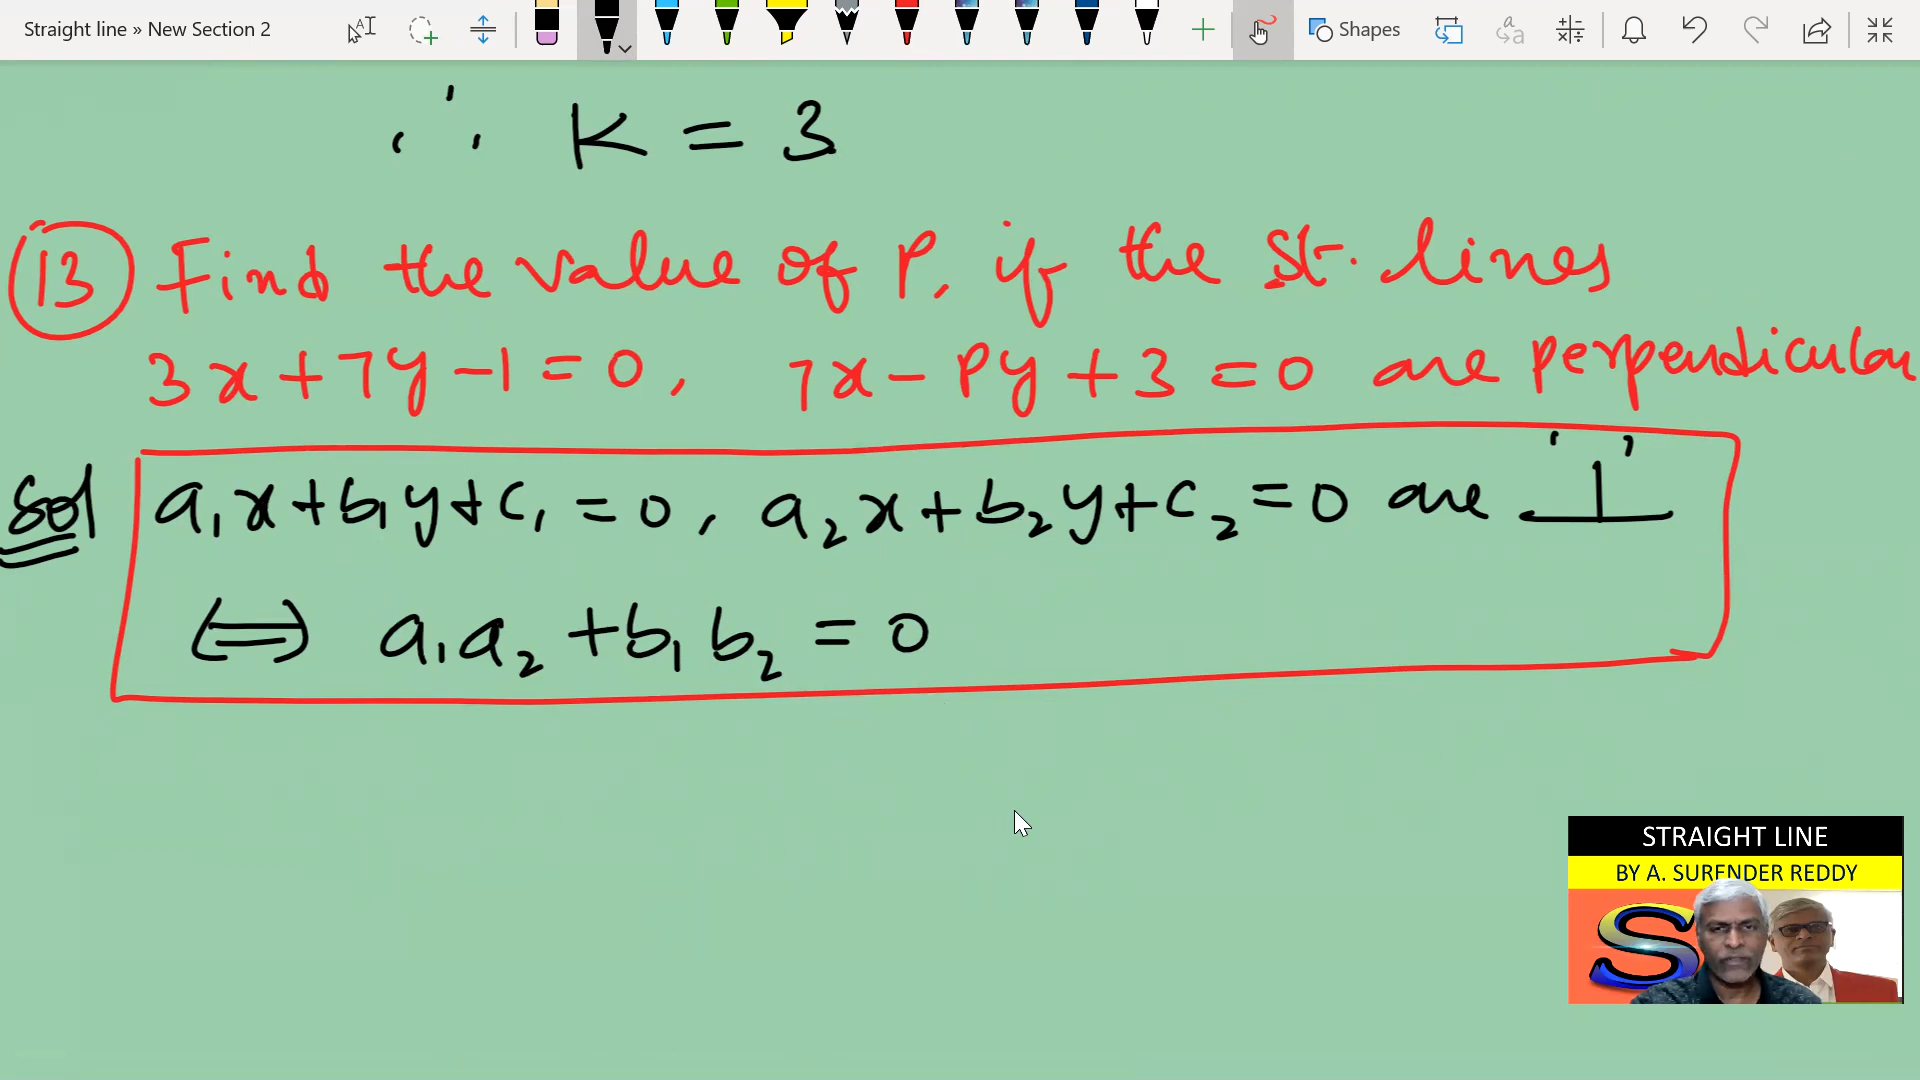 Straight line » New Section 2
Shapes
∴ K = 3
13 Find the value of P, if the St. lines
3x+7y-1=0, 7x-Py+3=0 are perpendicular
Sol a₁x+b₁y+c₁=0, a₂x+b₂y+c₂=0 are ⊥
⟺ a₁a₂+b₁b₂=0
STRAIGHT LINE
BY A. SURENDER REDDY
S